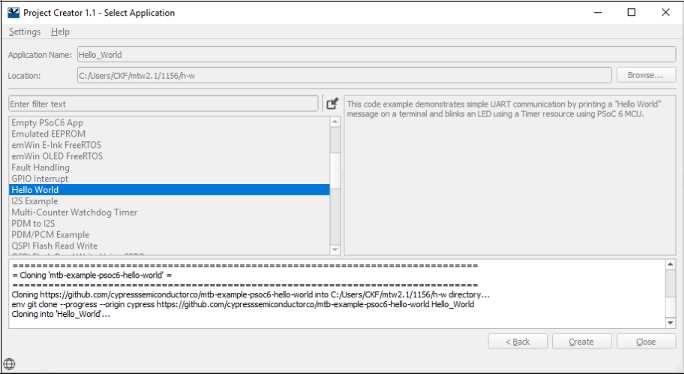 Project Creator 1.1 - Select Application
Settings Help
Application Name: Hello_World
Location: C:/Users/CKF/mtw2.1/1156/h-w Browse...
Enter filter text
This code example demonstrates simple UART communication by printing a "Hello World"
message on a terminal and blinks an LED using a Timer resource using PSoC 6 MCU.
Empty PSoC6 App
Emulated EEPROM
emWin E-Ink FreeRTOS
emWin OLED FreeRTOS
Fault Handling
GPIO Interrupt
Hello World
I2S Example
Multi-Counter Watchdog Timer
PDM to I2S
PDM/PCM Example
QSPI Flash Read Write
==============================================================================
= Cloning 'mtb-example-psoc6-hello-world' =
==============================================================================
Cloning https://github.com/cypresssemiconductorco/mtb-example-psoc6-hello-world into C:/Users/CKF/mtw2.1/1156/h-w directory...
env git clone --progress --origin cypress https://github.com/cypresssemiconductorco/mtb-example-psoc6-hello-world Hello_World
Cloning into 'Hello_World'...
< Back Create Close